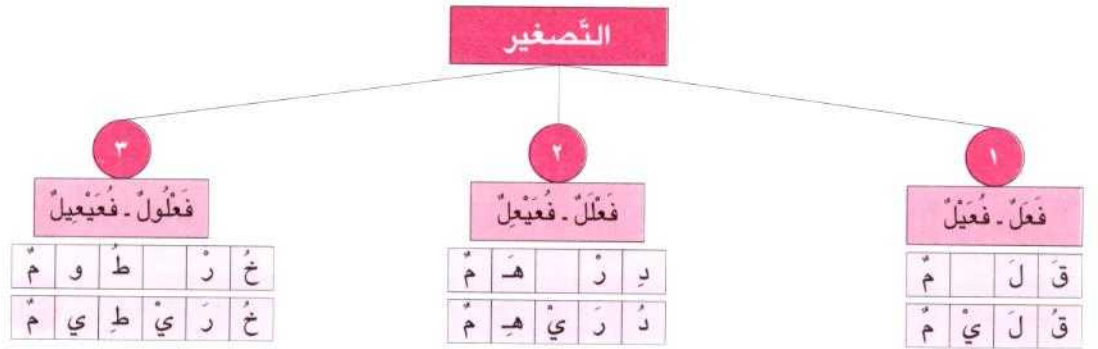 التَّصغير
١
٢
٣
فَعَلٌ - فُعَيْلٌ
فَعْلَلٌ - فُعَيْعِلٌ
فَعْلُولٌ - فُعَيْعِيلٌ
قَ لَ مٌ
دِ رْ هَـ مٌ
خُ رْ طُ و مٌ
قُ لَ يْ مٌ
دُ رَ يْ هِـ مٌ
خُ رَ يْ طِ ي مٌ